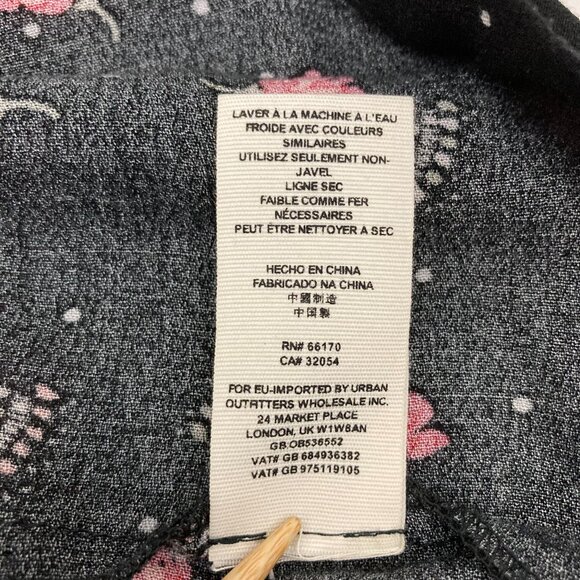 LAVER À LA MACHINE À L'EAU
FROIDE AVEC COULEURS
SIMILAIRES
UTILISEZ SEULEMENT NON-
JAVEL
LIGNE SEC
FAIBLE COMME FER
NÉCESSAIRES
PEUT ÊTRE NETTOYER A SEC
HECHO EN CHINA
FABRICADO NA CHINA
中國制造
中国製
RN# 66170
CA# 32054
FOR EU-IMPORTED BY URBAN
OUTFITTERS WHOLESALE INC.
24 MARKET PLACE
LONDON, UK W1W8AN
GB.OB536552
VAT# GB 684936382
VAT# GB 975119105